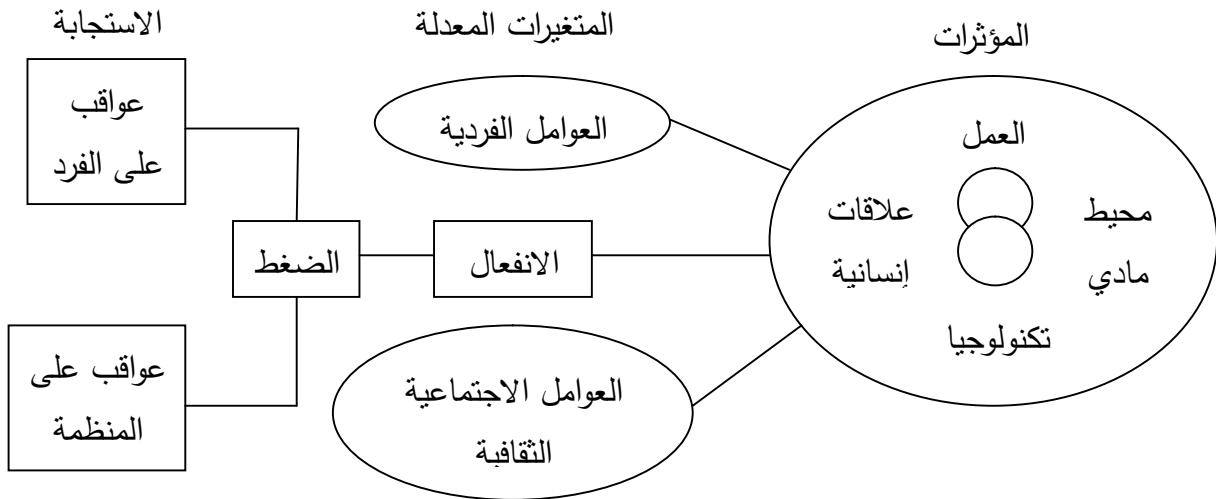 المؤثرات
المتغيرات المعدلة
الاستجابة
العمل
محيط
مادي
علاقات
إنسانية
تكنولوجيا
العوامل الفردية
الانفعال
العوامل الاجتماعية
الثقافية
الضغط
عواقب
على الفرد
عواقب على
المنظمة